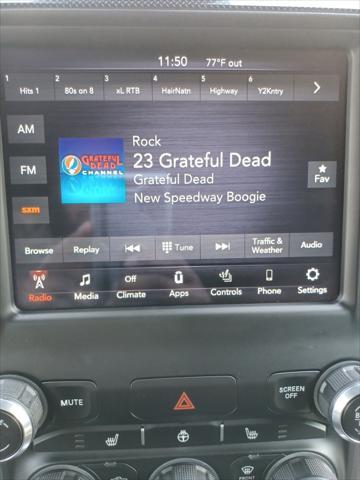 11:50 77°F out
1 Hits 1 2 80s on 8 3 xL RTB 4 HairNatn 5 Highway 6 Y2Kntry
AM
FM
sxm
GRATEFUL DEAD CHANNEL
Rock
23 Grateful Dead
Grateful Dead
New Speedway Boogie
Fav
Browse Replay Tune Traffic & Weather Audio
Radio Media Off Climate Apps Controls Phone Settings
MUTE
SCREEN OFF
FRONT